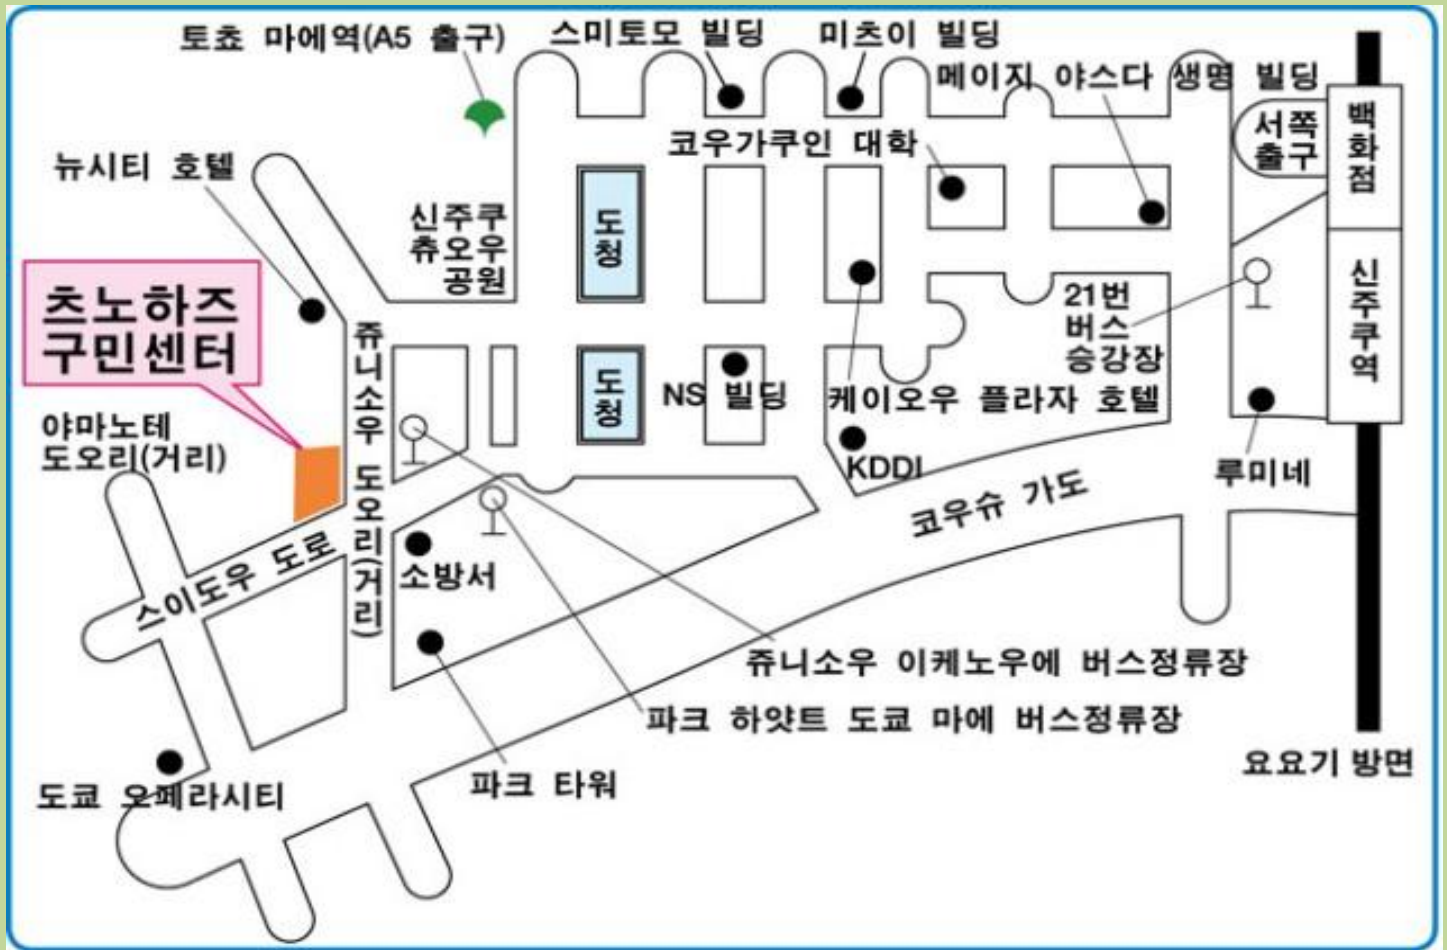 토쵸 마에역(A5 출구)
스미토모 빌딩
미츠이 빌딩
메이지 야스다 생명 빌딩
서쪽
출구
백화점
코우가쿠인 대학
뉴시티 호텔
신주쿠
츄오우
공원
도청
츠노하즈
구민센터
21번
버스
승강장
신주쿠역
쥬니소우 도오리(거리)
도청
NS 빌딩
케이오우 플라자 호텔
야마노테
도오리(거리)
KDDI
루미네
코우슈 가도
스이도우 도로
소방서
쥬니소우 이케노우에 버스정류장
파크 하얏트 도쿄 마에 버스정류장
요요기 방면
파크 타워
도쿄 오페라시티